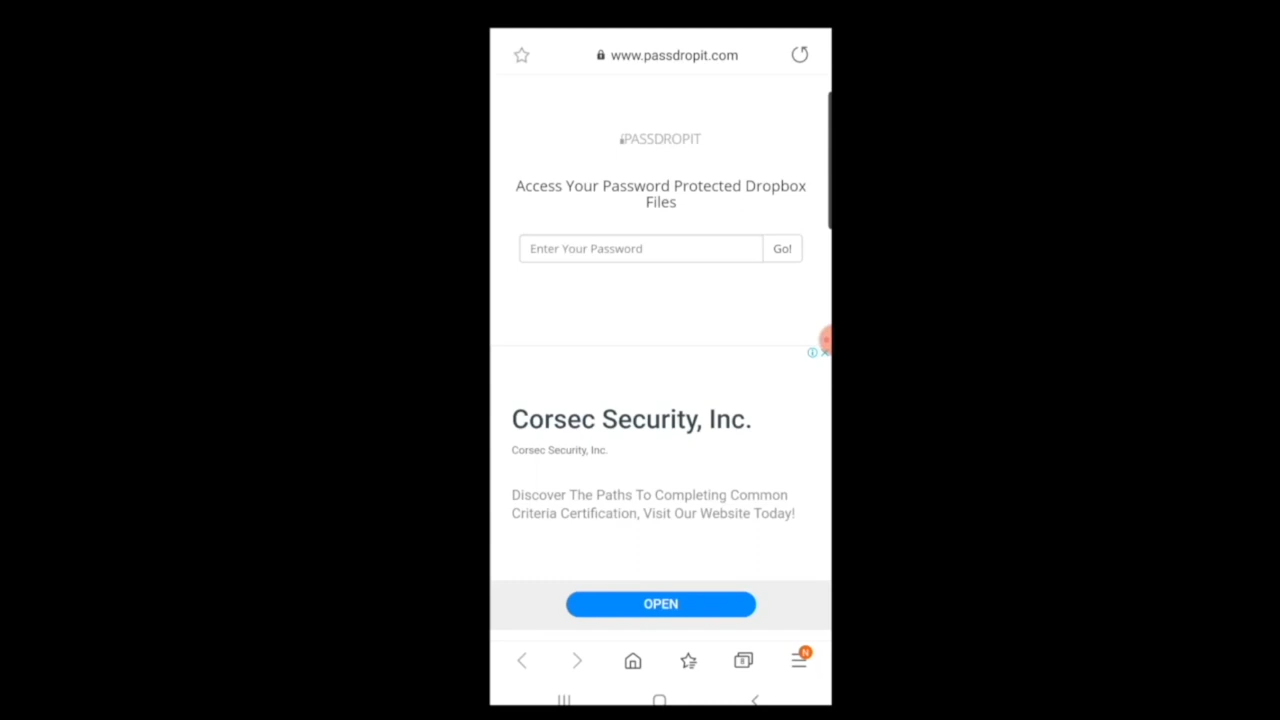 www.passdropit.com
PASSDROPIT
Access Your Password Protected Dropbox
Files
Enter Your Password
Go!
Corsec Security, Inc.
Corsec Security, Inc.
Discover The Paths To Completing Common
Criteria Certification, Visit Our Website Today!
OPEN
8
N